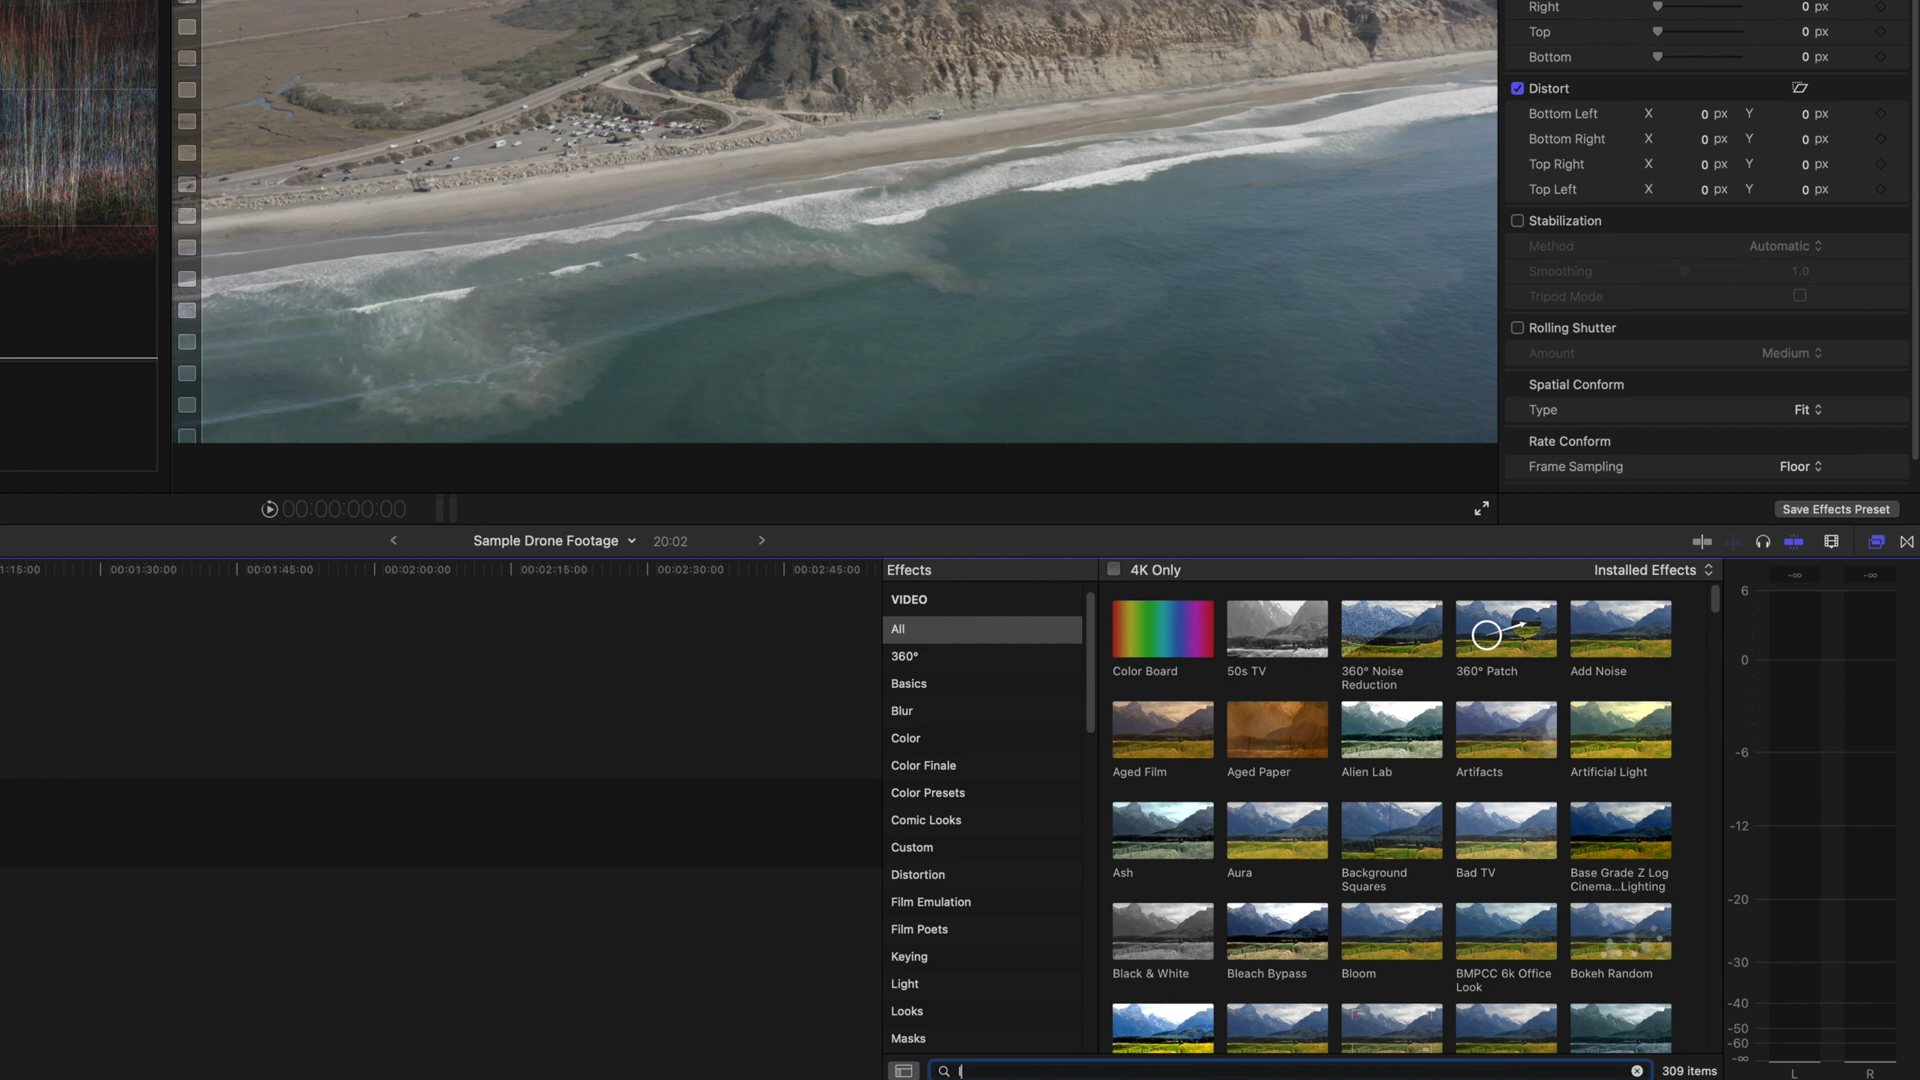 Right 0 px
Top 0 px
Bottom 0 px
Distort
Bottom Left X 0 px Y 0 px
Bottom Right X 0 px Y 0 px
Top Right X 0 px Y 0 px
Top Left X 0 px Y 0 px
Stabilization
Method Automatic
Smoothing 1.0
Tripod Mode
Rolling Shutter
Amount Medium
Spatial Conform
Type Fit
Rate Conform
Frame Sampling Floor
00:00:00:00
Save Effects Preset
Sample Drone Footage 20:02
1:15:00 00:01:30:00 00:01:45:00 00:02:00:00 00:02:15:00 00:02:30:00 00:02:45:00
Effects
4K Only
Installed Effects
VIDEO
All
360°
Basics
Blur
Color
Color Finale
Color Presets
Comic Looks
Custom
Distortion
Film Emulation
Film Poets
Keying
Light
Looks
Masks
Color Board
50s TV
360° Noise
Reduction
360° Patch
Add Noise
Aged Film
Aged Paper
Alien Lab
Artifacts
Artificial Light
Ash
Aura
Background
Squares
Bad TV
Base Grade Z Log
Cinema...Lighting
Black & White
Bleach Bypass
Bloom
BMPCC 6k Office
Look
Bokeh Random
l
309 items
-∞ -∞
6
0
-6
-12
-20
-30
-40
-50
-60
-∞
L R